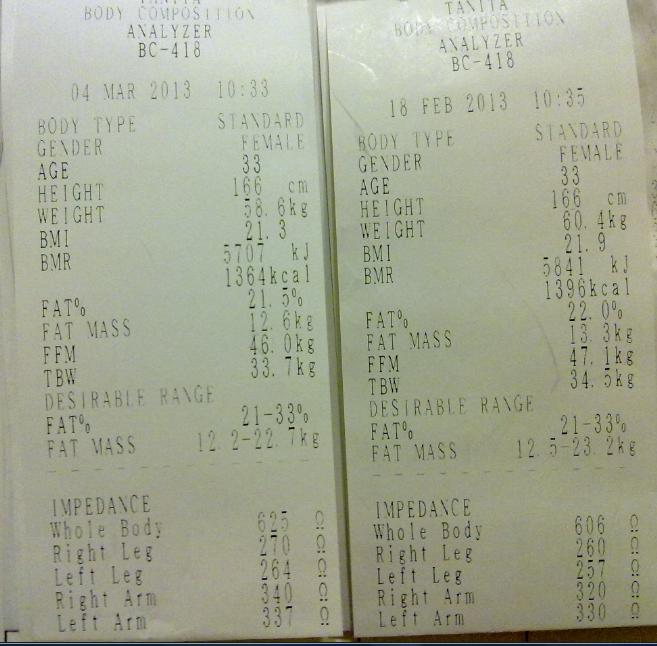 TANITA
BODY COMPOSITION
ANALYZER
BC-418
04 MAR 2013 10:33
BODY TYPE STANDARD
GENDER FEMALE
AGE 33
HEIGHT 166 cm
WEIGHT 58.6kg
BMI 21.3
BMR 5707 kJ
1364kcal
FAT% 21.5%
FAT MASS 12.6kg
FFM 46.0kg
TBW 33.7kg
DESIRABLE RANGE
FAT% 21-33%
FAT MASS 12.2-22.7kg
IMPEDANCE
Whole Body 625 Ω
Right Leg 270 Ω
Left Leg 264 Ω
Right Arm 340 Ω
Left Arm 337 Ω
TANITA
BODY COMPOSITION
ANALYZER
BC-418
18 FEB 2013 10:35
BODY TYPE STANDARD
GENDER FEMALE
AGE 33
HEIGHT 166 cm
WEIGHT 60.4kg
BMI 21.9
BMR 5841 kJ
1396kcal
FAT% 22.0%
FAT MASS 13.3kg
FFM 47.1kg
TBW 34.5kg
DESIRABLE RANGE
FAT% 21-33%
FAT MASS 12.5-23.2kg
IMPEDANCE
Whole Body 606 Ω
Right Leg 260 Ω
Left Leg 257 Ω
Right Arm 320 Ω
Left Arm 330 Ω